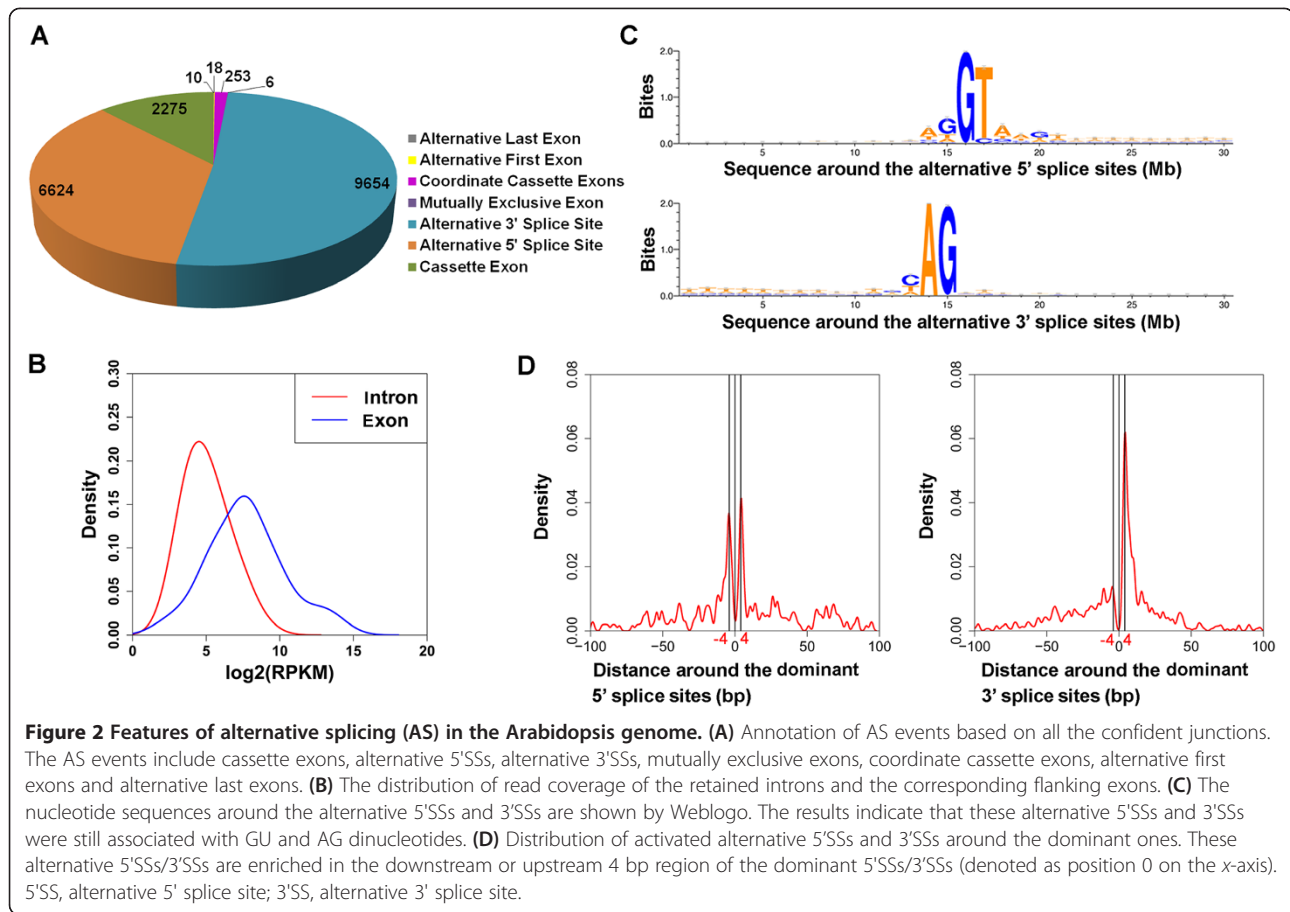 A
10
18
253
6
2275
6624
9654
Alternative Last Exon
Alternative First Exon
Coordinate Cassette Exons
Mutually Exclusive Exon
Alternative 3' Splice Site
Alternative 5' Splice Site
Cassette Exon
C
Bites
2.0
1.0
0.0
AGGTAAGT
5
10
15
20
25
30
Sequence around the alternative 5' splice sites (Mb)
Bites
2.0
1.0
0.0
CAG
5
10
15
20
25
30
Sequence around the alternative 3' splice sites (Mb)
B
Density
0.30
0.25
0.20
0.15
0.10
0.05
0.00
Intron
Exon
0
5
10
15
20
log2(RPKM)
D
Density
0.08
0.06
0.04
0.02
0.00
-100
-50
-4
0
4
50
100
Distance around the dominant
5' splice sites (bp)
Density
0.08
0.06
0.04
0.02
0.00
-100
-50
-4
0
4
50
100
Distance around the dominant
3' splice sites (bp)
Figure 2 Features of alternative splicing (AS) in the Arabidopsis genome. (A) Annotation of AS events based on all the confident junctions.
The AS events include cassette exons, alternative 5'SSs, alternative 3'SSs, mutually exclusive exons, coordinate cassette exons, alternative first
exons and alternative last exons. (B) The distribution of read coverage of the retained introns and the corresponding flanking exons. (C) The
nucleotide sequences around the alternative 5'SSs and 3'SSs are shown by Weblogo. The results indicate that these alternative 5'SSs and 3'SSs
were still associated with GU and AG dinucleotides. (D) Distribution of activated alternative 5'SSs and 3'SSs around the dominant ones. These
alternative 5'SSs/3'SSs are enriched in the downstream or upstream 4 bp region of the dominant 5'SSs/3'SSs (denoted as position 0 on the x-axis).
5'SS, alternative 5' splice site; 3'SS, alternative 3' splice site.